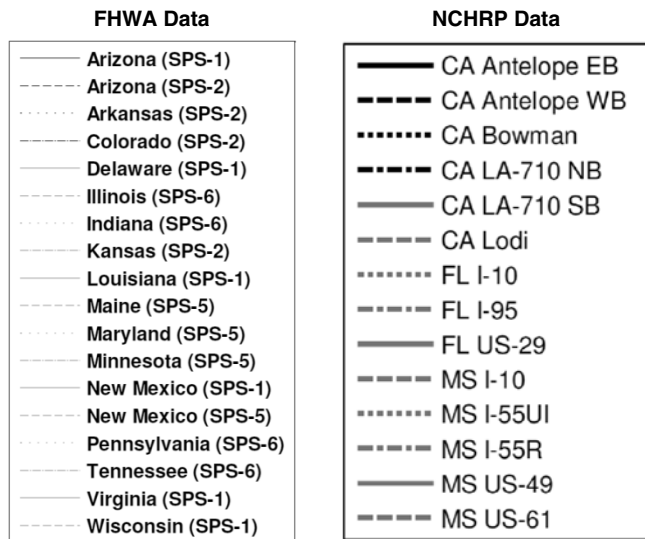 FHWA Data
Arizona (SPS-1)
Arizona (SPS-2)
Arkansas (SPS-2)
Colorado (SPS-2)
Delaware (SPS-1)
Illinois (SPS-6)
Indiana (SPS-6)
Kansas (SPS-2)
Louisiana (SPS-1)
Maine (SPS-5)
Maryland (SPS-5)
Minnesota (SPS-5)
New Mexico (SPS-1)
New Mexico (SPS-5)
Pennsylvania (SPS-6)
Tennessee (SPS-6)
Virginia (SPS-1)
Wisconsin (SPS-1)
NCHRP Data
CA Antelope EB
CA Antelope WB
CA Bowman
CA LA-710 NB
CA LA-710 SB
CA Lodi
FL I-10
FL I-95
FL US-29
MS I-10
MS I-55UI
MS I-55R
MS US-49
MS US-61